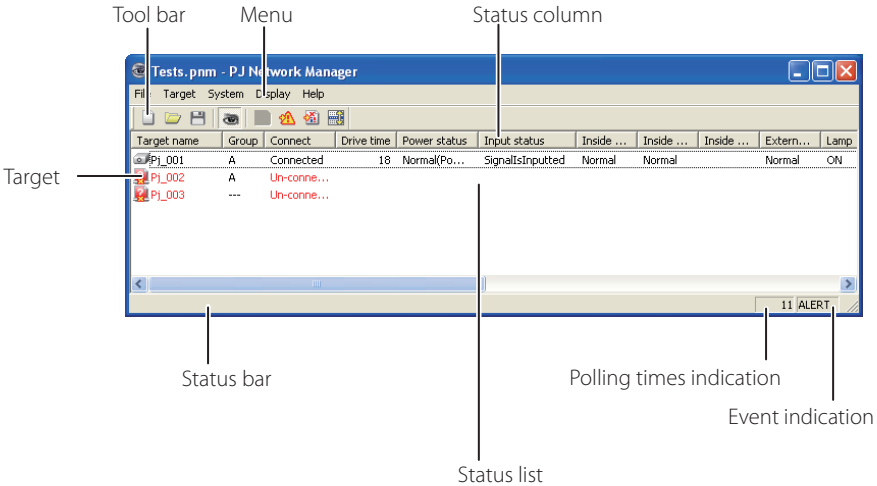 Tool bar Menu Status column
Tests.pnm - PJ Network Manager
File Target System Display Help
Target name Group Connect Drive time Power status Input status Inside ... Inside ... Inside ... Extern... Lamp
Pj_001 A Connected 18 Normal(Po... SignalIsInputted Normal Normal Normal ON
Target
Pj_002 A Un-conne...
Pj_003 --- Un-conne...
11 ALERT
Status bar
Polling times indication
Event indication
Status list